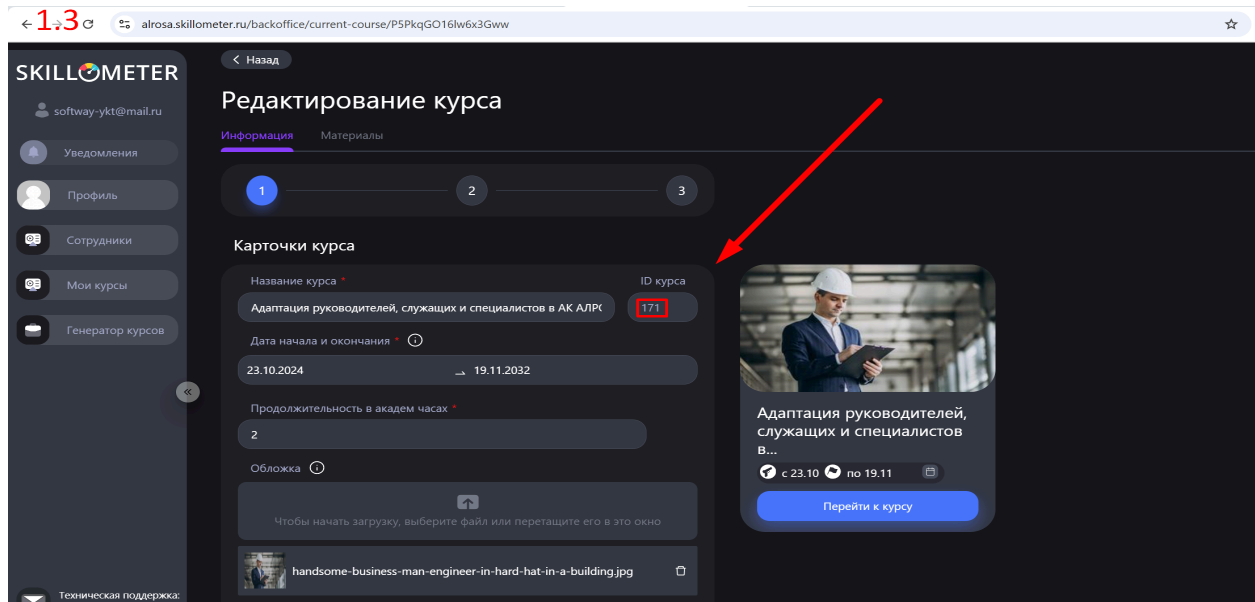 1.3
alrosa.skillometer.ru/backoffice/current-course/P5PkqGO16lw6x3Gww
SKILLOMETER
softway-ykt@mail.ru
Уведомления
Профиль
Сотрудники
Мои курсы
Генератор курсов
Техническая поддержка:
Назад
Редактирование курса
Информация Материалы
1 2 3
Карточки курса
Название курса * ID курса
Адаптация руководителей, служащих и специалистов в АК АЛРО 171
Дата начала и окончания *
23.10.2024 → 19.11.2032
Продолжительность в академ часах *
2
Обложка
Чтобы начать загрузку, выберите файл или перетащите его в это окно
handsome-business-man-engineer-in-hard-hat-in-a-building.jpg
Адаптация руководителей,
служащих и специалистов
в...
с 23.10 по 19.11
Перейти к курсу